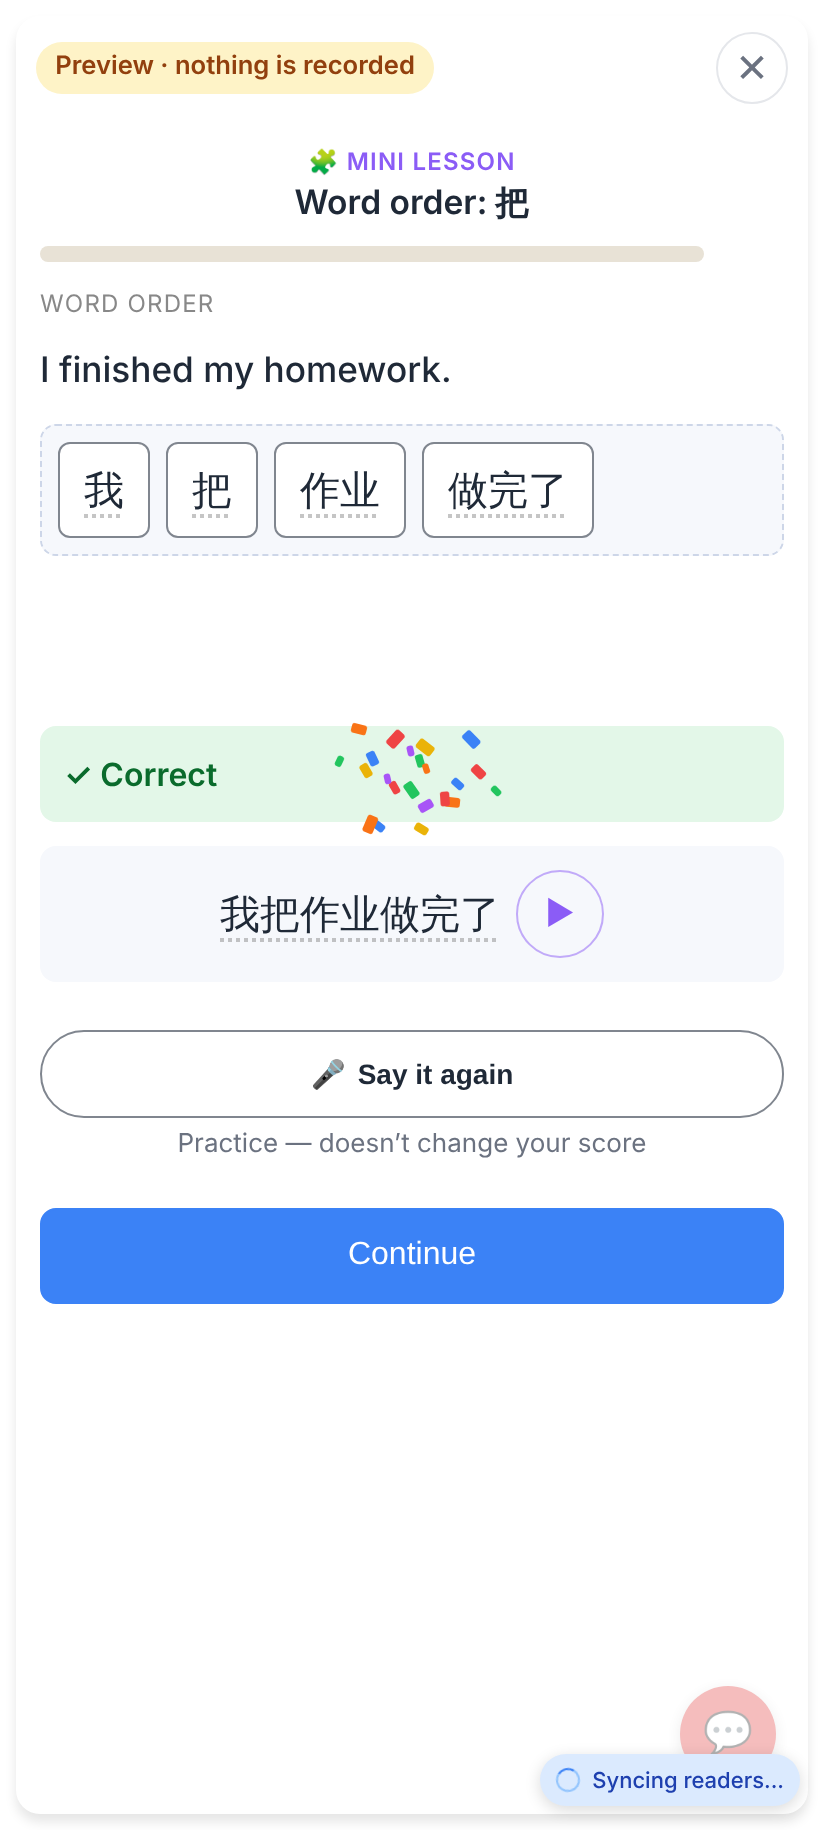 Preview · nothing is recorded
MINI LESSON
Word order: 把
WORD ORDER
I finished my homework.
我 把 作业 做完了
✓ Correct
我把作业做完了
Say it again
Practice — doesn’t change your score
Continue
Syncing readers...